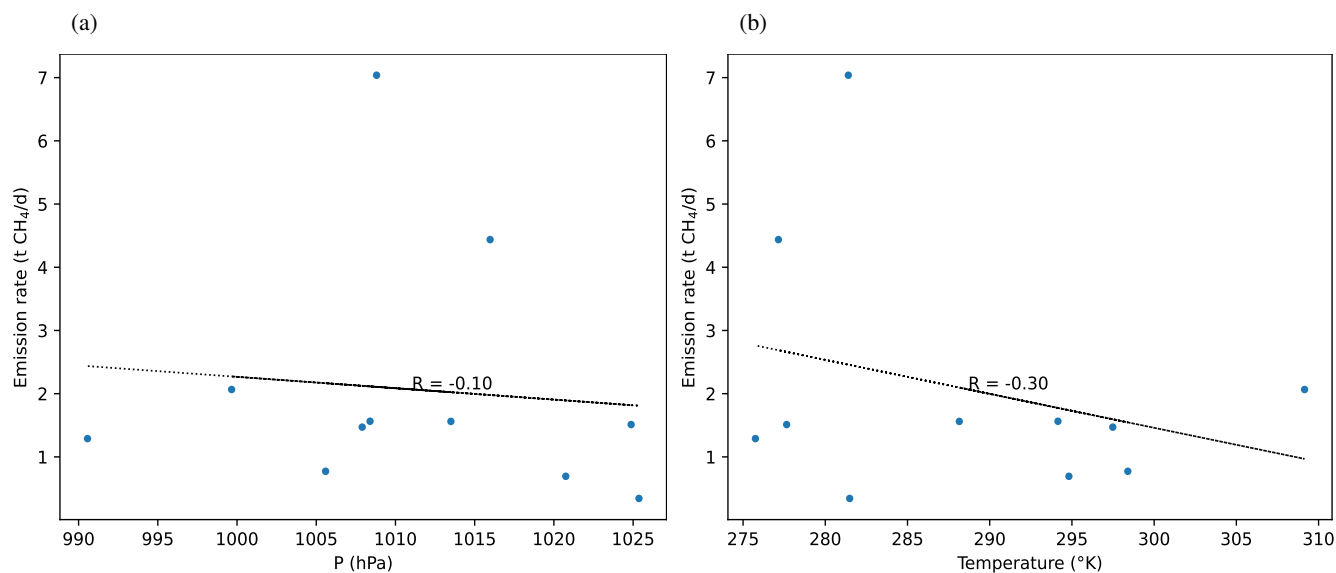 (a)
7
6
5
4
3
2
1
Emission rate (t CH₄/d)
R = -0.10
990 995 1000 1005 1010 1015 1020 1025
P (hPa)
(b)
7
6
5
4
3
2
1
Emission rate (t CH₄/d)
R = -0.30
275 280 285 290 295 300 305 310
Temperature (°K)